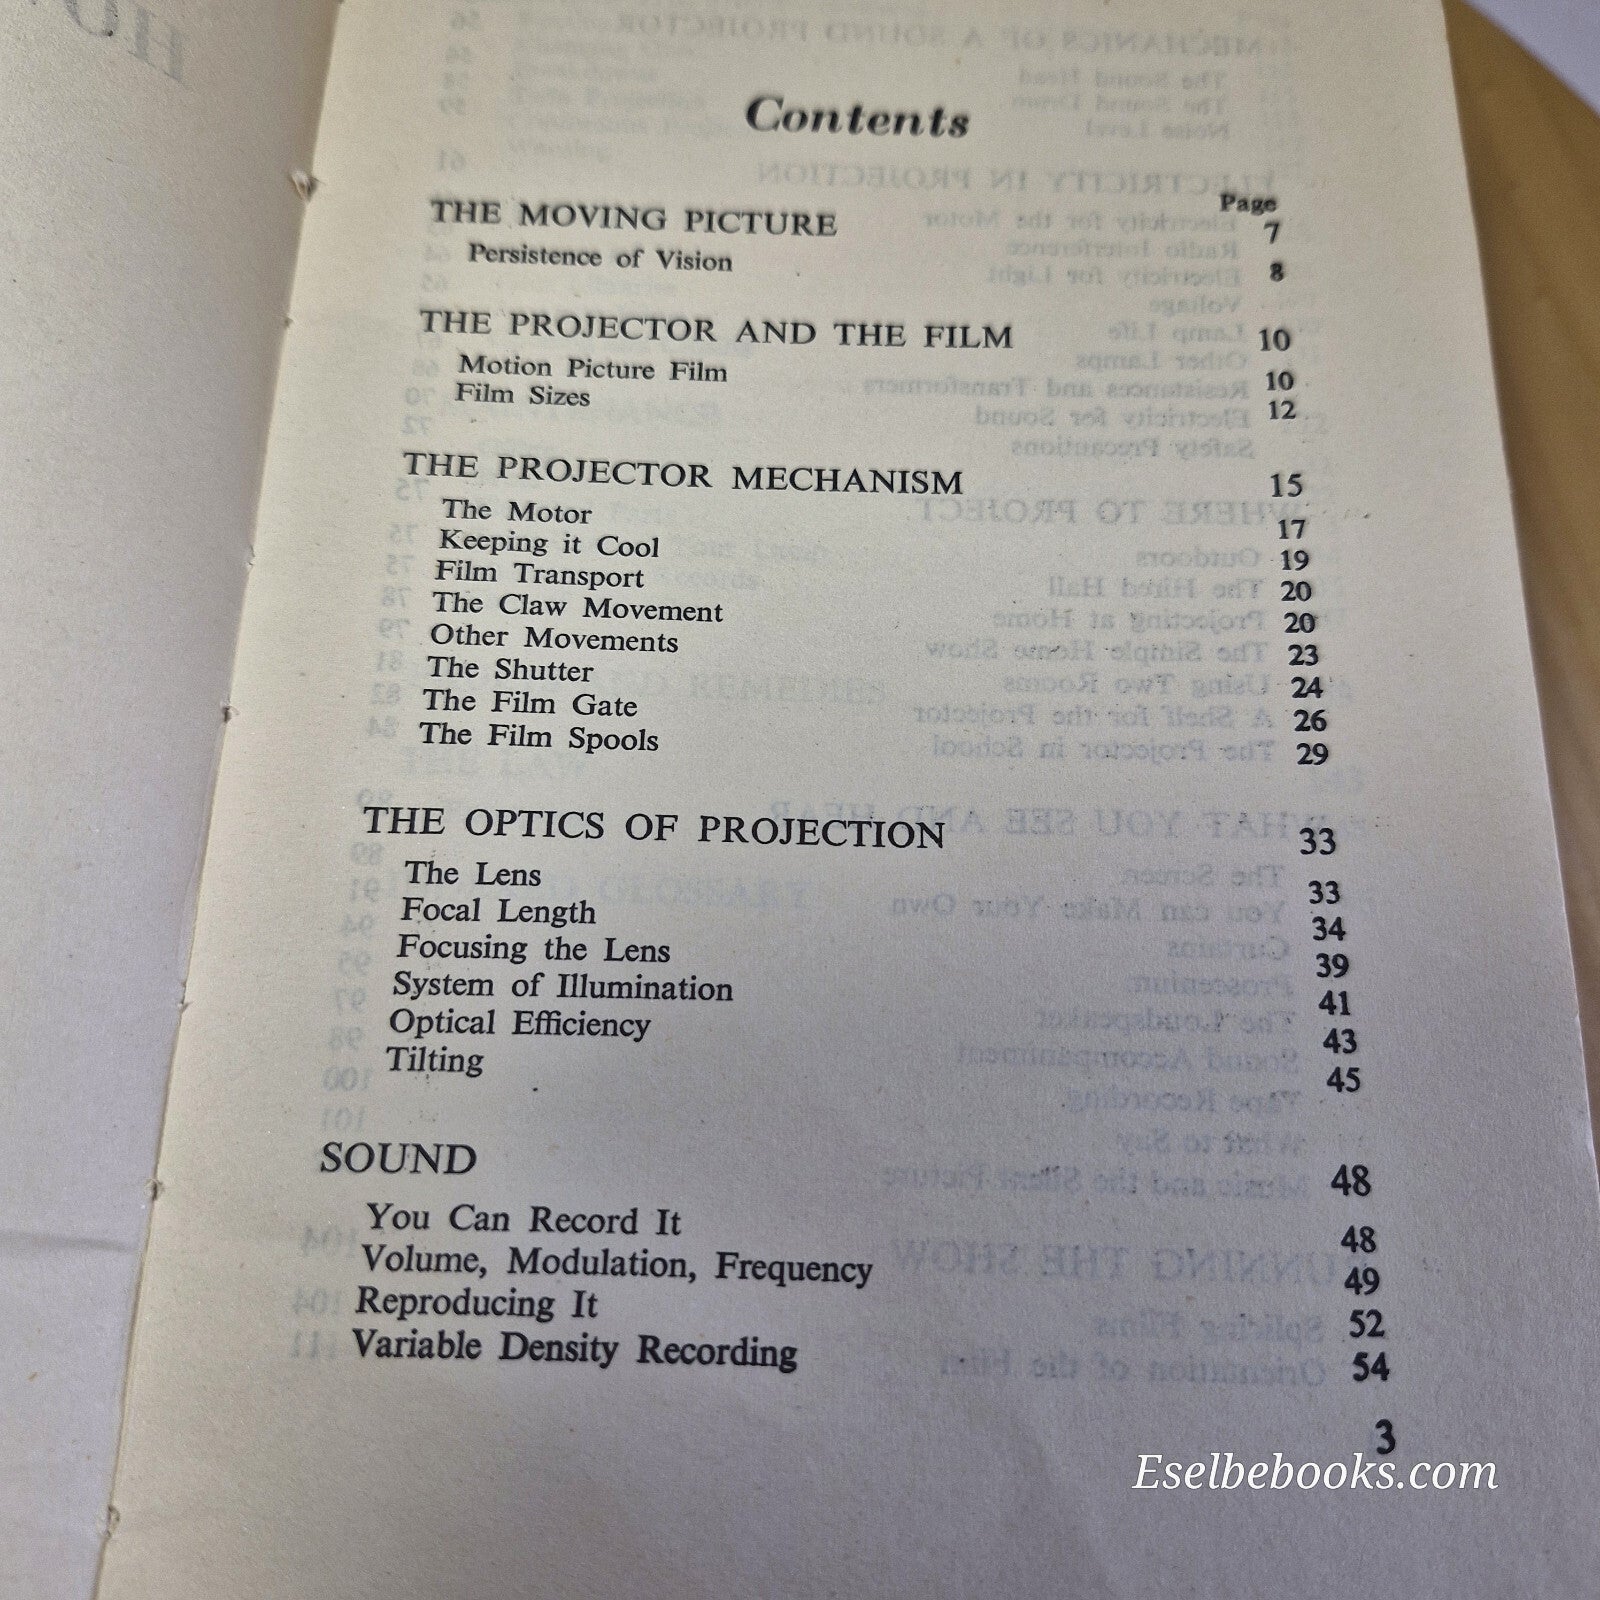 Contents
Page
THE MOVING PICTURE 7
Persistence of Vision 8
THE PROJECTOR AND THE FILM 10
Motion Picture Film 10
Film Sizes 12
THE PROJECTOR MECHANISM 15
The Motor 17
Keeping it Cool 19
Film Transport 20
The Claw Movement 20
Other Movements 23
The Shutter 24
The Film Gate 26
The Film Spools 29
THE OPTICS OF PROJECTION 33
The Lens 33
Focal Length 34
Focusing the Lens 39
System of Illumination 41
Optical Efficiency 43
Tilting 45
SOUND 48
You Can Record It 48
Volume, Modulation, Frequency 49
Reproducing It 52
Variable Density Recording 54
3
Eselbebooks.com